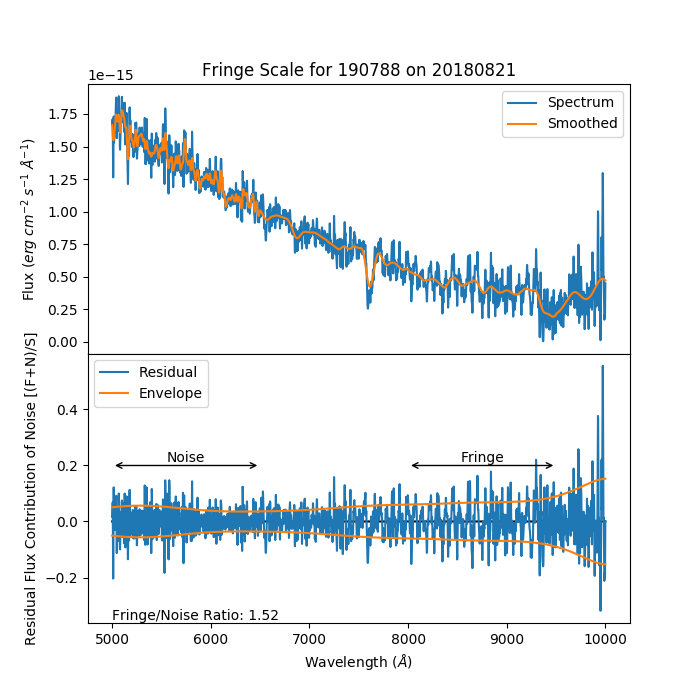 Fringe Scale for 190788 on 20180821
1e−15
Flux (erg cm⁻² s⁻¹ Å⁻¹)
1.75
1.50
1.25
1.00
0.75
0.50
0.25
0.00
Spectrum
Smoothed
Residual Flux Contribution of Noise [(F+N)/S]
0.4
0.2
0.0
−0.2
Residual
Envelope
Noise
Fringe
Fringe/Noise Ratio: 1.52
5000 6000 7000 8000 9000 10000
Wavelength (Å)